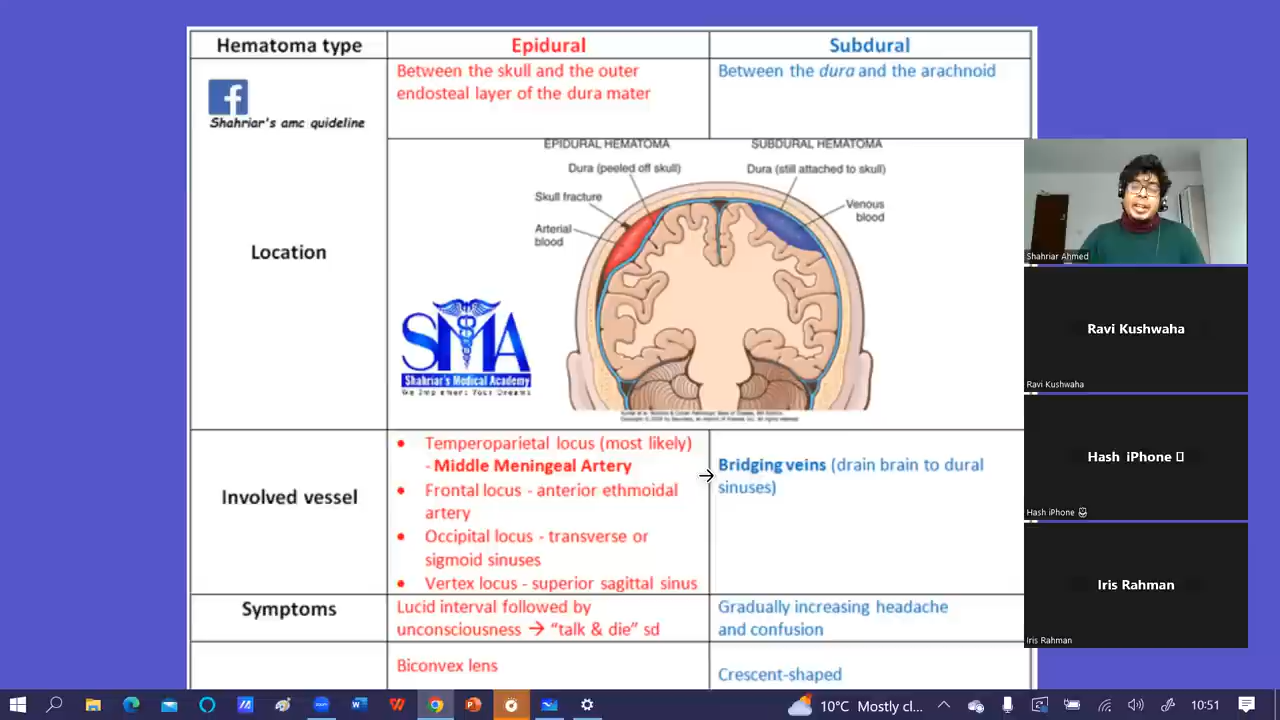 Hematoma type
Epidural
Subdural
Shahriar's amc quideline
Between the skull and the outer
endosteal layer of the dura mater
Between the dura and the arachnoid
Location
EPIDURAL HEMATOMA
SUBDURAL HEMATOMA
Dura (peeled off skull)
Dura (still attached to skull)
Skull fracture
Venous
blood
Arterial
blood
SMA
Shahriar's Medical Academy
We Implement Your Dreams
Involved vessel
• Temperoparietal locus (most likely)
- Middle Meningeal Artery
• Frontal locus - anterior ethmoidal
artery
• Occipital locus - transverse or
sigmoid sinuses
• Vertex locus - superior sagittal sinus
Bridging veins (drain brain to dural
sinuses)
Symptoms
Lucid interval followed by
unconsciousness → “talk & die” sd
Gradually increasing headache
and confusion
Biconvex lens
Crescent-shaped
Shahriar Ahmed
Ravi Kushwaha
Ravi Kushwaha
Hash iPhone
Hash iPhone
Iris Rahman
Iris Rahman
10°C Mostly cl...
10:51